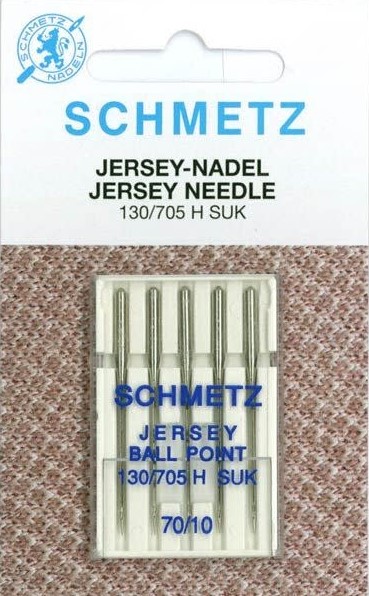 SCHMETZ
NADELN
SCHMETZ
JERSEY-NADEL
JERSEY NEEDLE
130/705 H SUK
SCHMETZ
JERSEY
BALL POINT
130/705 H SUK
70/10